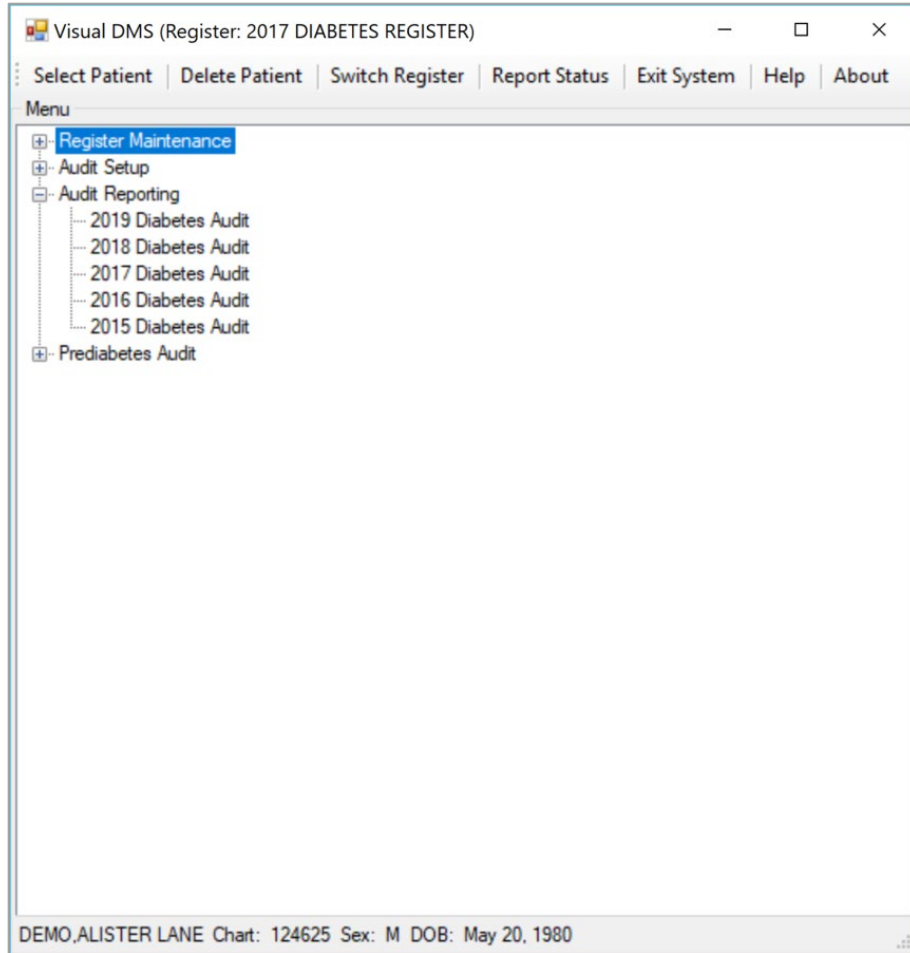 Visual DMS (Register: 2017 DIABETES REGISTER)
Select Patient Delete Patient Switch Register Report Status Exit System Help About
Menu
Register Maintenance
Audit Setup
Audit Reporting
2019 Diabetes Audit
2018 Diabetes Audit
2017 Diabetes Audit
2016 Diabetes Audit
2015 Diabetes Audit
Prediabetes Audit
DEMO,ALISTER LANE Chart: 124625 Sex: M DOB: May 20, 1980